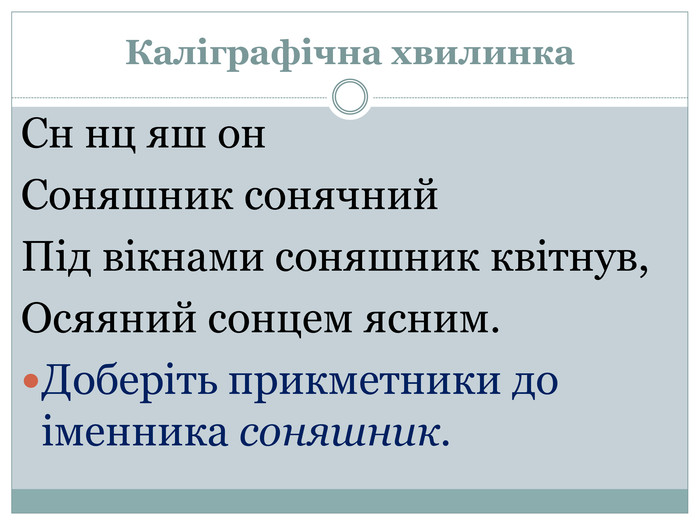 Каліграфічна хвилинка
Сн нц яш он
Соняшник сонячний
Під вікнами соняшник квітнув,
Осяяний сонцем ясним.
Доберіть прикметники до
іменника соняшник.